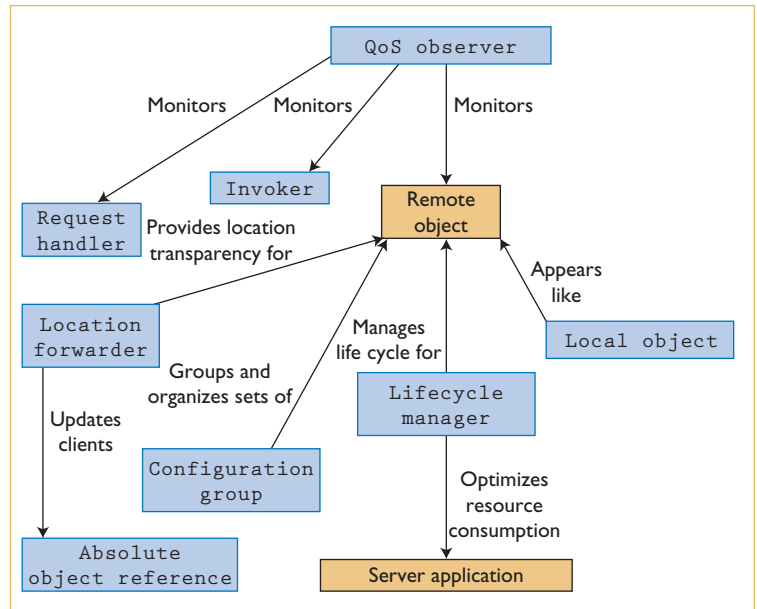 QoS observer
Monitors
Monitors
Monitors
Invoker
Request
handler
Remote
object
Provides location
transparency for
Appears
like
Location
forwarder
Manages
life cycle for
Local object
Groups and
organizes sets of
Lifecycle
manager
Updates
clients
Configuration
group
Optimizes
resource
consumption
Absolute
object reference
Server application